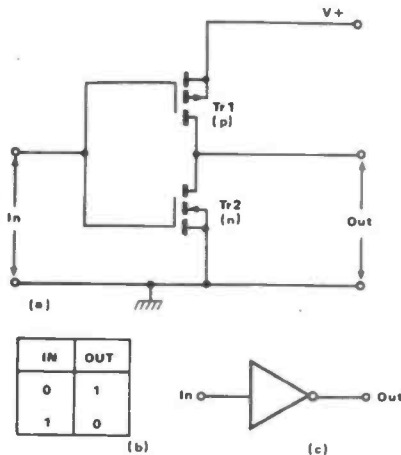 V+
Tr1
(p)
Tr2
(n)
In
Out
(a)
IN OUT
0 1
1 0
(b)
In Out
(c)